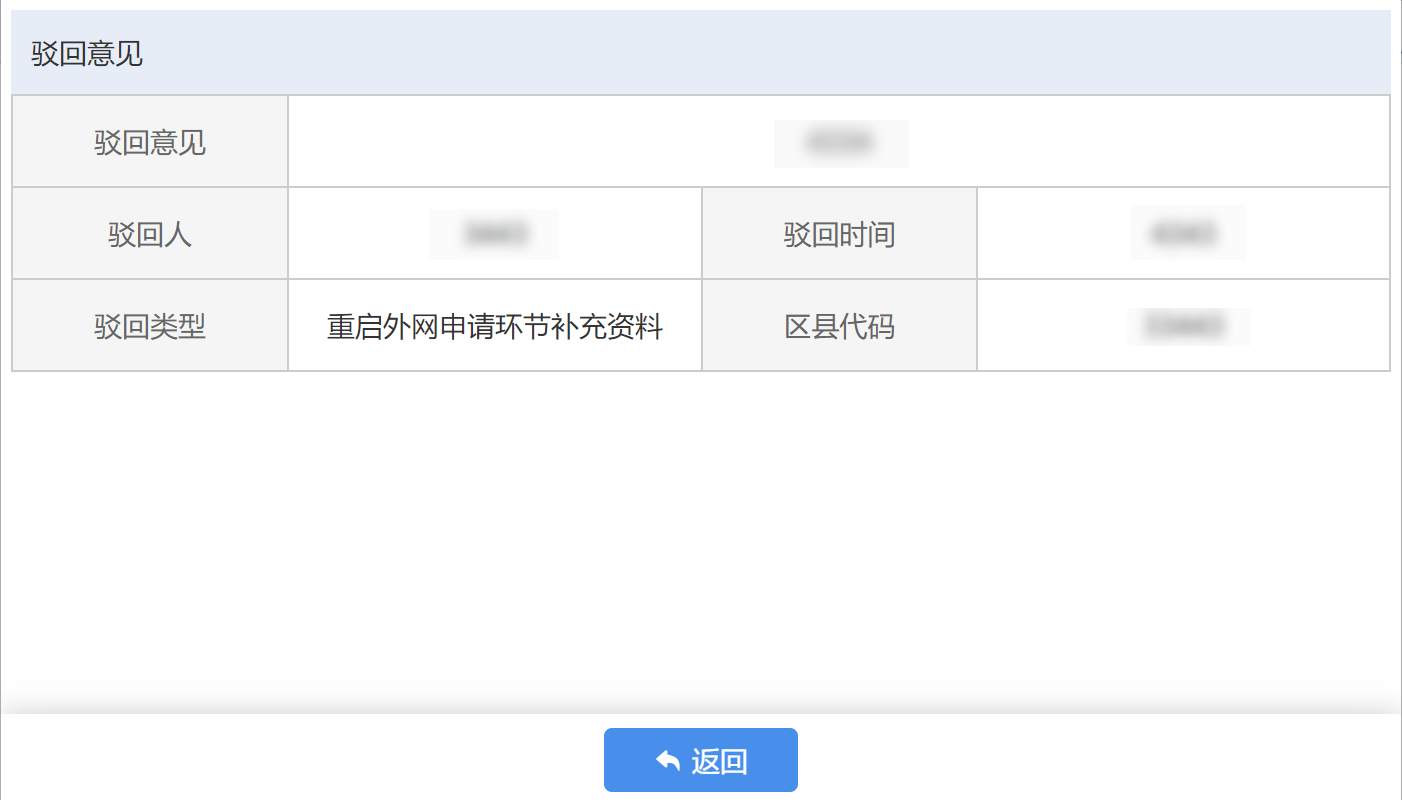 驳回意见
驳回意见
驳回人
驳回时间
驳回类型
重启外网申请环节补充资料
区县代码
返回